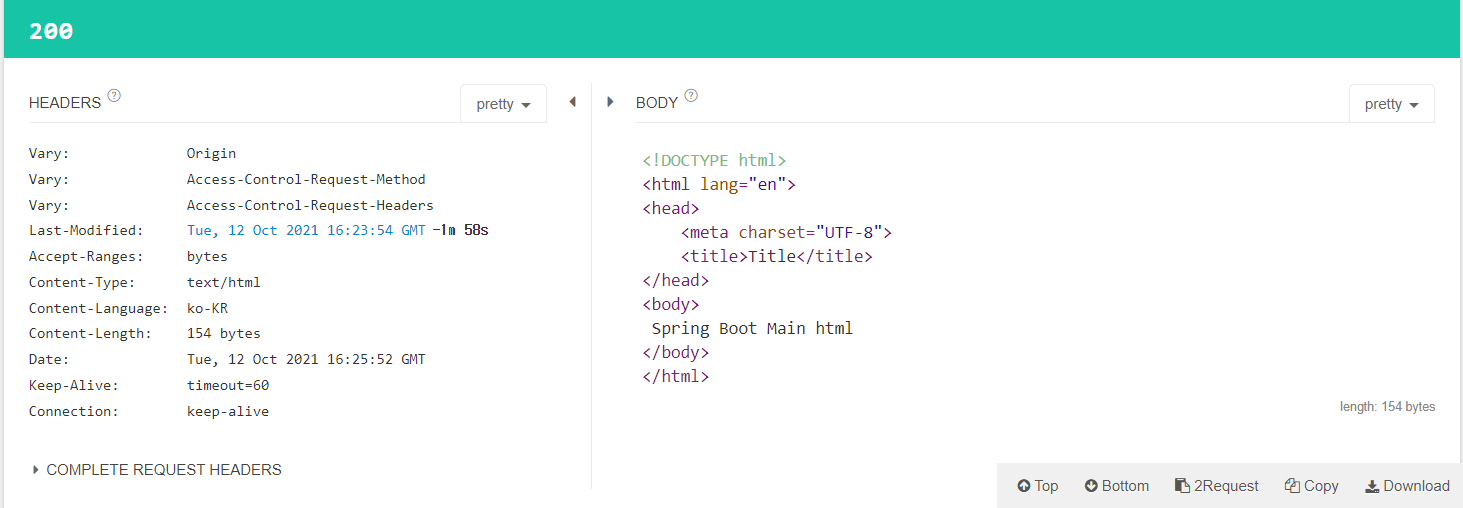 200
HEADERS ?
pretty
Vary: Origin
Vary: Access-Control-Request-Method
Vary: Access-Control-Request-Headers
Last-Modified: Tue, 12 Oct 2021 16:23:54 GMT -1m 58s
Accept-Ranges: bytes
Content-Type: text/html
Content-Language: ko-KR
Content-Length: 154 bytes
Date: Tue, 12 Oct 2021 16:25:52 GMT
Keep-Alive: timeout=60
Connection: keep-alive
COMPLETE REQUEST HEADERS
BODY ?
pretty
<!DOCTYPE html>
<html lang="en">
<head>
    <meta charset="UTF-8">
    <title>Title</title>
</head>
<body>
 Spring Boot Main html
</body>
</html>
length: 154 bytes
Top Bottom 2Request Copy Download